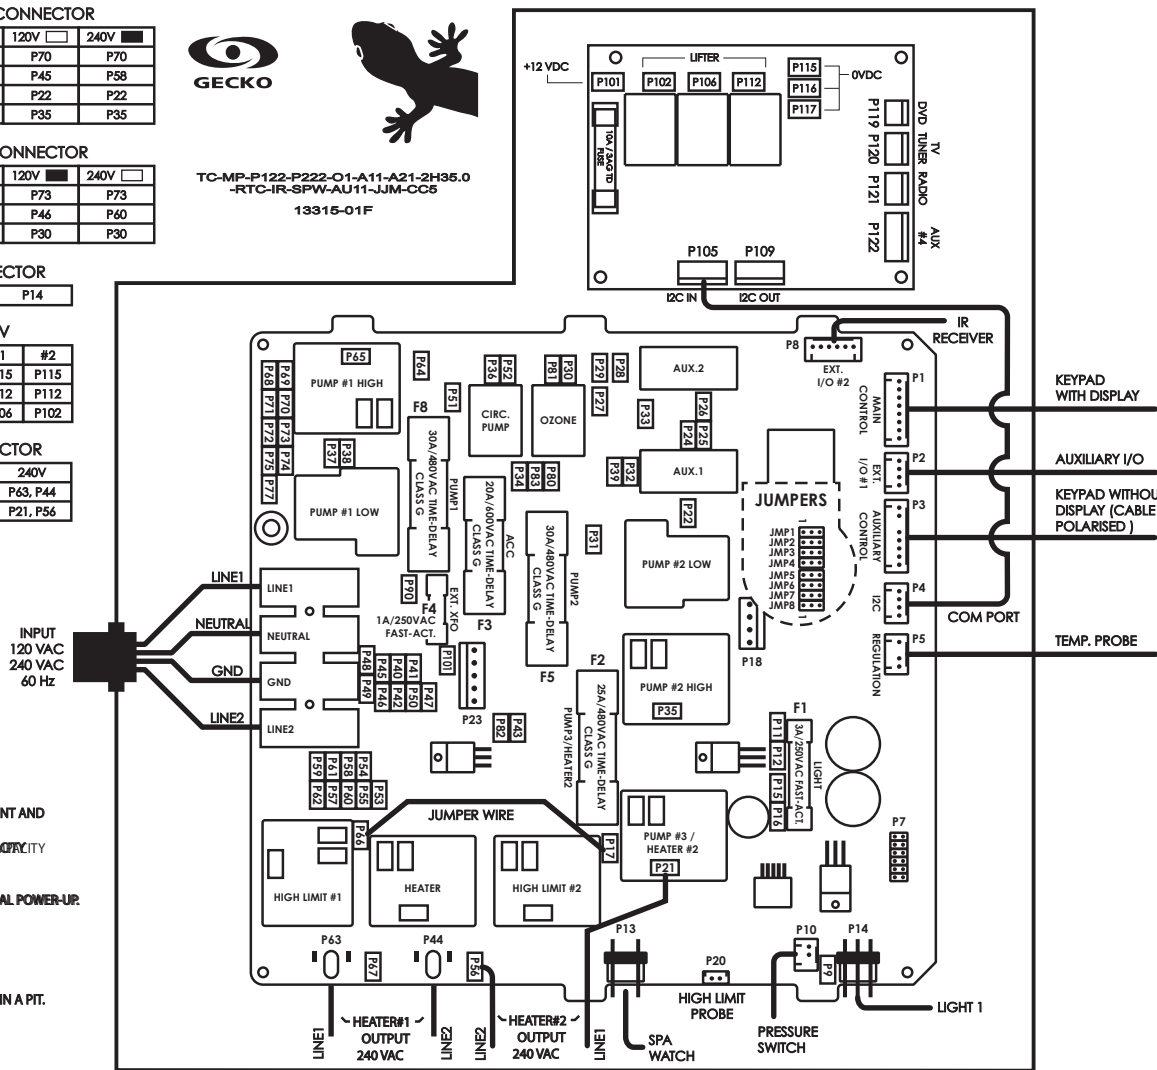 CONNECTOR
120V 240V
P70 P70
P45 P58
P22 P22
P35 P35
ONNECTOR
120V 240V
P73 P73
P46 P60
P30 P30
ECTOR
P14
V
1 #2
15 P115
12 P112
06 P102
CTOR
240V
P63, P44
P21, P56
GECKO
TC-MP-P122-P222-O1-A11-A21-2H35.0
-RTC-IR-SPW-AU11-JJM-CC5
13315-01F
+12 VDC
LIFTER
P101
P102
P106
P112
P115
P116
P117
0VDC
10A / 3AG TD
FUSE
P119
DVD
P120
TV
TUNER
P121
RADIO
P122
AUX
#4
P105
P109
I2C IN
I2C OUT
IR
RECEIVER
P8
EXT.
I/O #2
P65
PUMP #1 HIGH
P64
P68
P69
P71
P70
P72
P73
P75
P74
P77
P37
P38
PUMP #1 LOW
F8
30A/480VAC TIME-DELAY
CLASS G
PUMP1
P51
P36
P52
CIRC.
PUMP
P81
P30
OZONE
P29
P28
P27
AUX.2
P33
P26
P24
P25
P34
P83
P80
P39
P32
AUX.1
P22
20A/600VAC TIME-DELAY
CLASS G
ACC
F3
30A/480VAC TIME-DELAY
CLASS G
PUMP2
F5
P31
PUMP #2 LOW
JUMPERS
1
JMP1
JMP2
JMP3
JMP4
JMP5
JMP6
JMP7
JMP8
1
P18
P1
MAIN
CONTROL
KEYPAD
WITH DISPLAY
P2
EXT.
I/O #1
AUXILIARY I/O
P3
AUXILIARY
CONTROL
KEYPAD WITHOU
DISPLAY (CABLE
POLARISED )
P4
I2C
COM PORT
P5
REGULATION
TEMP. PROBE
INPUT
120 VAC
240 VAC
60 Hz
LINE1
NEUTRAL
GND
LINE2
LINE1
NEUTRAL
GND
LINE2
P90
F4
1A/250VAC
FAST-ACT.
EXT. XFO
P101
P48
P45
P40
P41
P49
P46
P42
P50
P47
P23
P82
P43
F2
25A/480VAC TIME-DELAY
CLASS G
PUMP3/HEATER2
PUMP #2 HIGH
P35
F1
P11
P12
P15
P16
3A/250VAC FAST-ACT.
LIGHT
P59
P61
P58
P54
P62
P57
P60
P55
P53
JUMPER WIRE
P66
P17
HIGH LIMIT #1
HEATER
HIGH LIMIT #2
PUMP #3 /
HEATER #2
P21
P7
NT AND
AL POWER-UP.
IN A PIT.
P63
P67
P44
P56
P13
P20
HIGH LIMIT
PROBE
P10
P9
P14
LIGHT 1
PRESSURE
SWITCH
SPA
WATCH
LINE1
HEATER#1
OUTPUT
240 VAC
LINE2
LINE2
HEATER#2
OUTPUT
240 VAC
LINE1